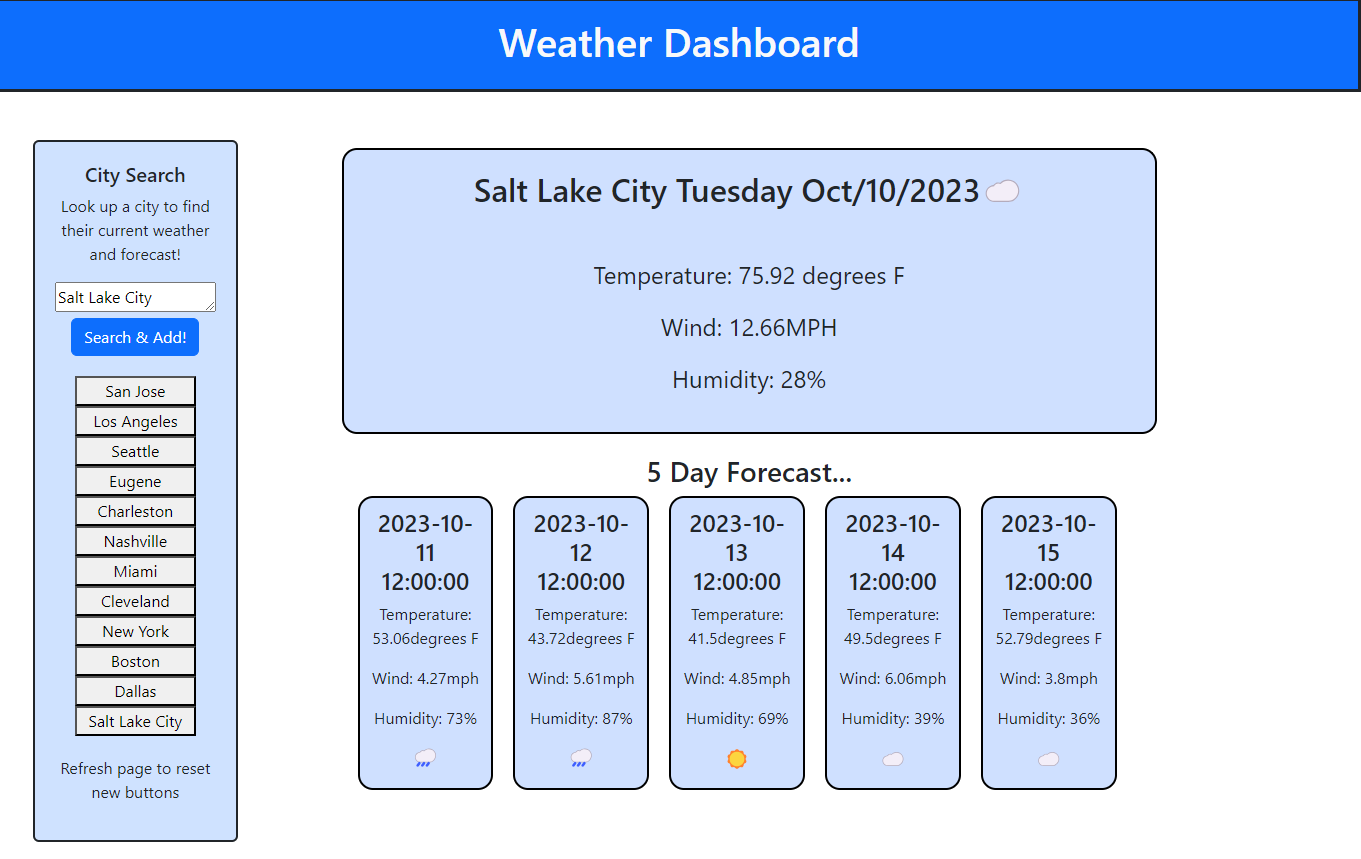 Weather Dashboard
City Search
Look up a city to find
their current weather
and forecast!
Salt Lake City
Search & Add!
San Jose
Los Angeles
Seattle
Eugene
Charleston
Nashville
Miami
Cleveland
New York
Boston
Dallas
Salt Lake City
Refresh page to reset
new buttons
Salt Lake City Tuesday Oct/10/2023
Temperature: 75.92 degrees F
Wind: 12.66MPH
Humidity: 28%
5 Day Forecast...
2023-10-
11
12:00:00
Temperature:
53.06degrees F
Wind: 4.27mph
Humidity: 73%
2023-10-
12
12:00:00
Temperature:
43.72degrees F
Wind: 5.61mph
Humidity: 87%
2023-10-
13
12:00:00
Temperature:
41.5degrees F
Wind: 4.85mph
Humidity: 69%
2023-10-
14
12:00:00
Temperature:
49.5degrees F
Wind: 6.06mph
Humidity: 39%
2023-10-
15
12:00:00
Temperature:
52.79degrees F
Wind: 3.8mph
Humidity: 36%